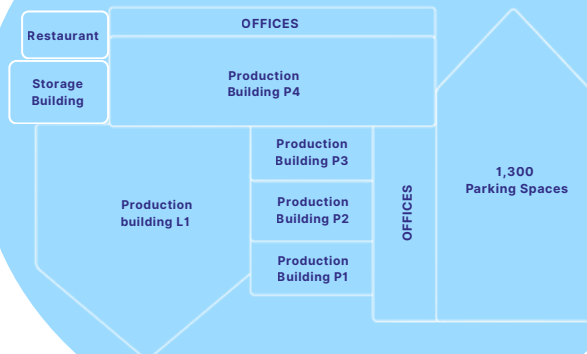 OFFICES
Restaurant
Production
Building P4
Storage
Building
Production
Building P3
1,300
Parking Spaces
Production
building L1
Production
Building P2
OFFICES
Production
Building P1